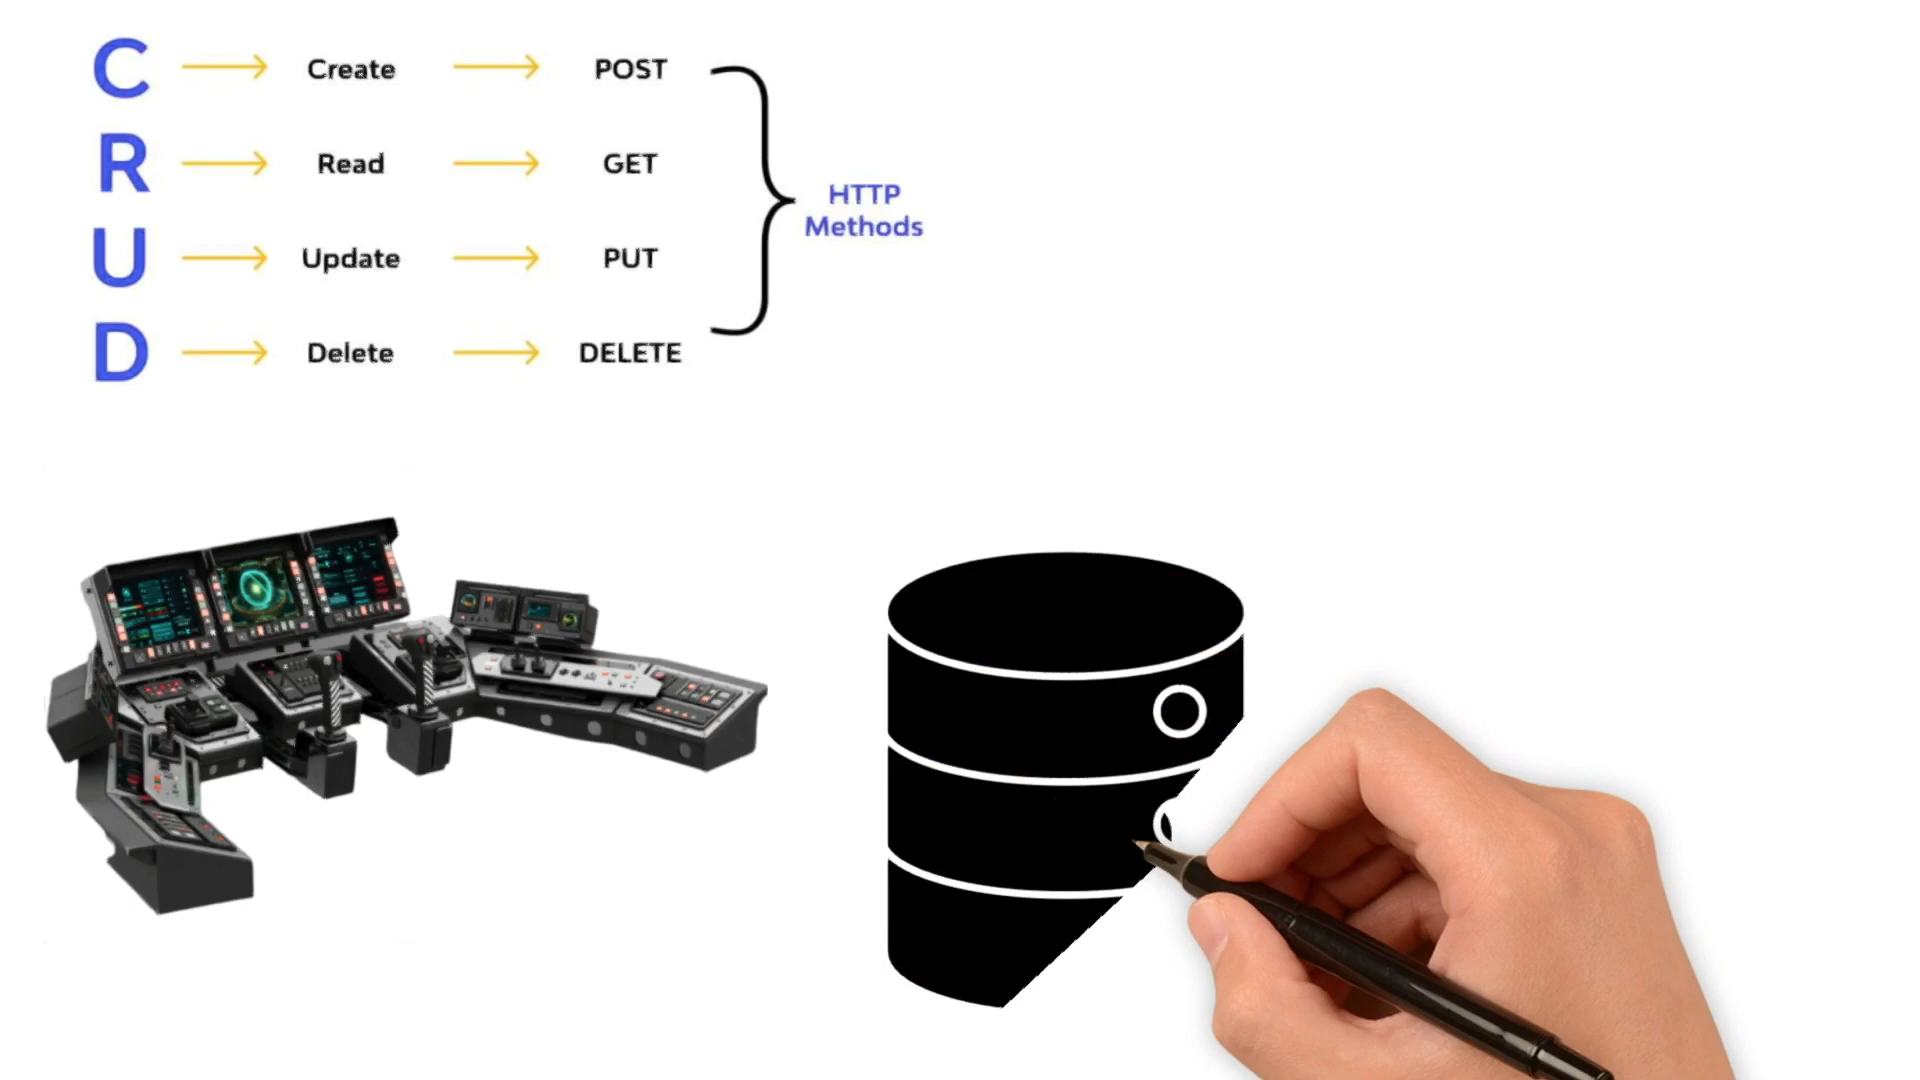 C → Create → POST
R → Read → GET
U → Update → PUT
D → Delete → DELETE
HTTP
Methods